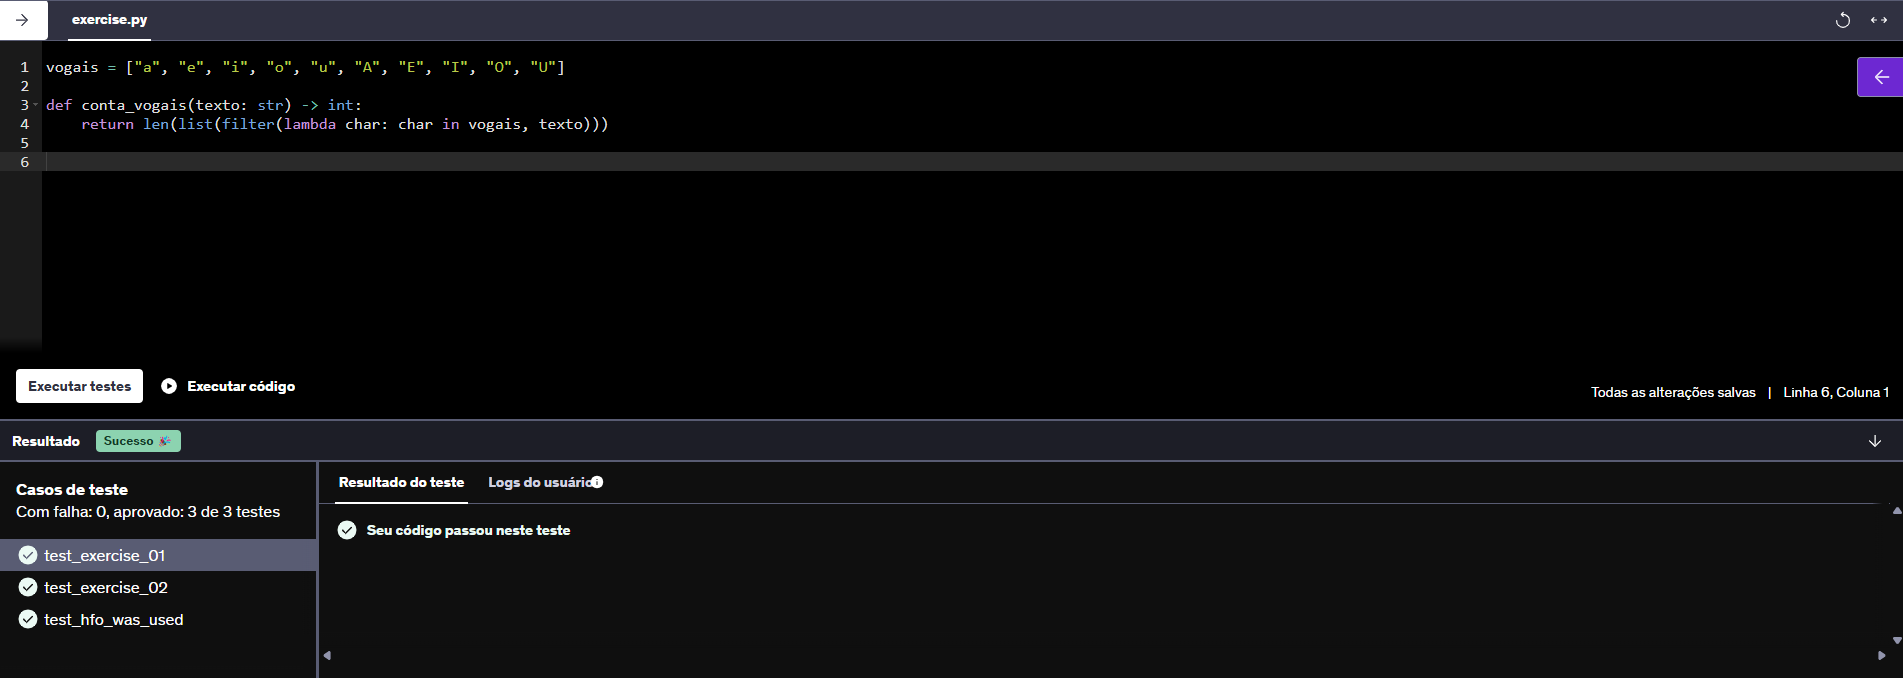 exercise.py
1 vogais = ["a", "e", "i", "o", "u", "A", "E", "I", "O", "U"]
2
3 def conta_vogais(texto: str) -> int:
4     return len(list(filter(lambda char: char in vogais, texto)))
5
6
Executar testes Executar código Todas as alterações salvas | Linha 6, Coluna 1
Resultado Sucesso 🎉
Casos de teste
Com falha: 0, aprovado: 3 de 3 testes
test_exercise_01
test_exercise_02
test_hfo_was_used
Resultado do teste Logs do usuário
Seu código passou neste teste